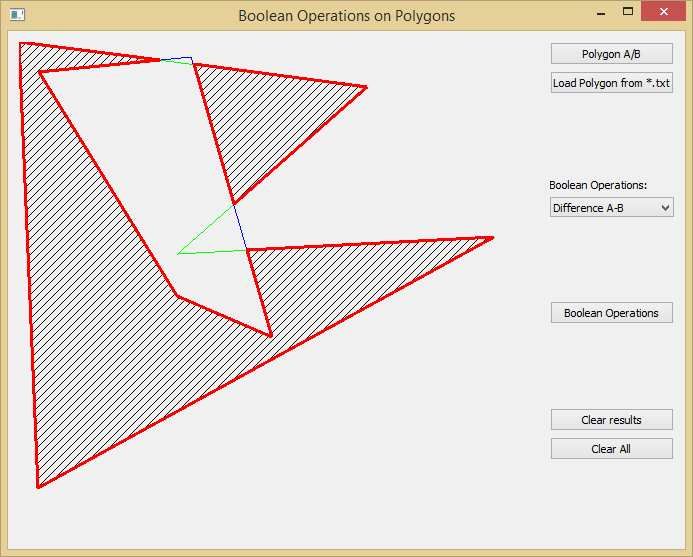 Boolean Operations on Polygons
Polygon A/B
Load Polygon from *.txt
Boolean Operations:
Difference A-B
Boolean Operations
Clear results
Clear All